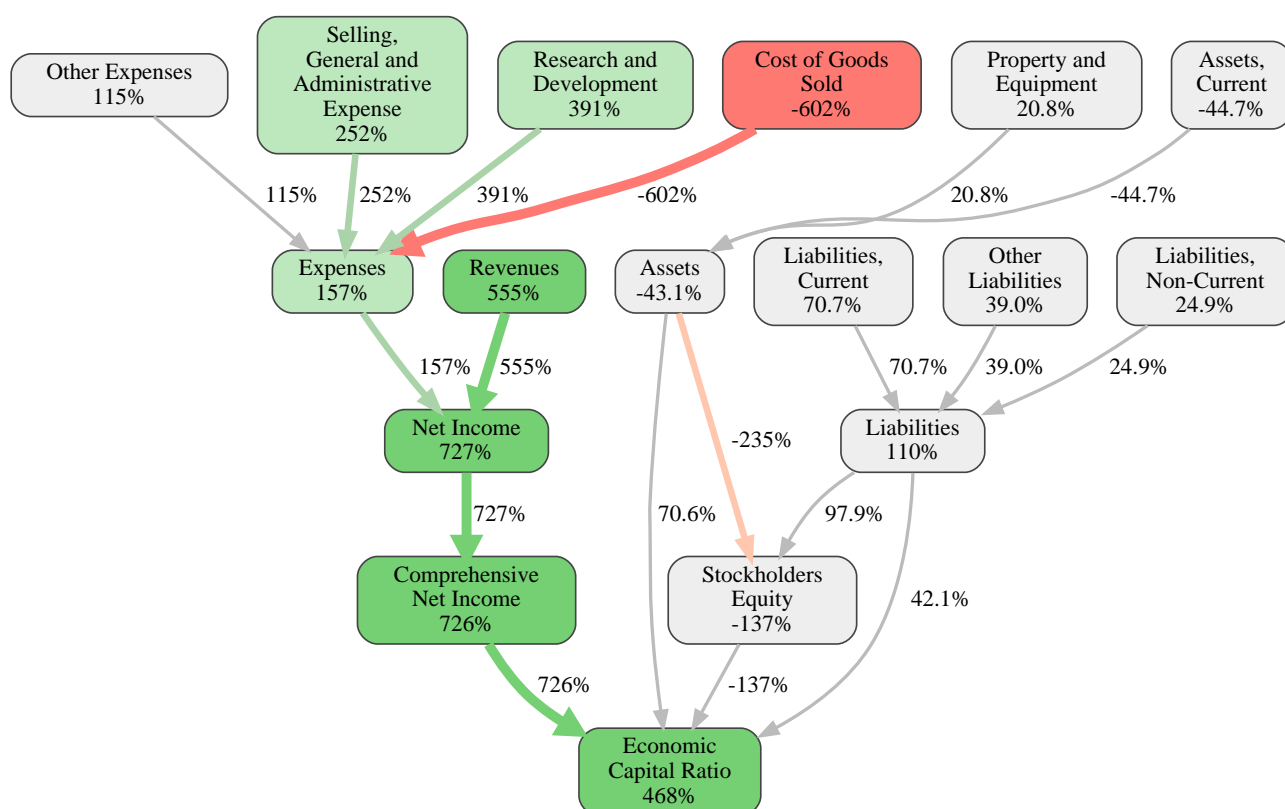 Other Expenses
115%
Selling,
General and
Administrative
Expense
252%
Research and
Development
391%
Cost of Goods
Sold
-602%
Property and
Equipment
20.8%
Assets,
Current
-44.7%
115%
252%
391%
-602%
20.8%
-44.7%
Expenses
157%
Revenues
555%
Assets
-43.1%
Liabilities,
Current
70.7%
Other
Liabilities
39.0%
Liabilities,
Non-Current
24.9%
157%
555%
70.7%
39.0%
24.9%
Net Income
727%
-235%
Liabilities
110%
727%
70.6%
97.9%
Comprehensive
Net Income
726%
Stockholders
Equity
-137%
42.1%
726%
-137%
Economic
Capital Ratio
468%